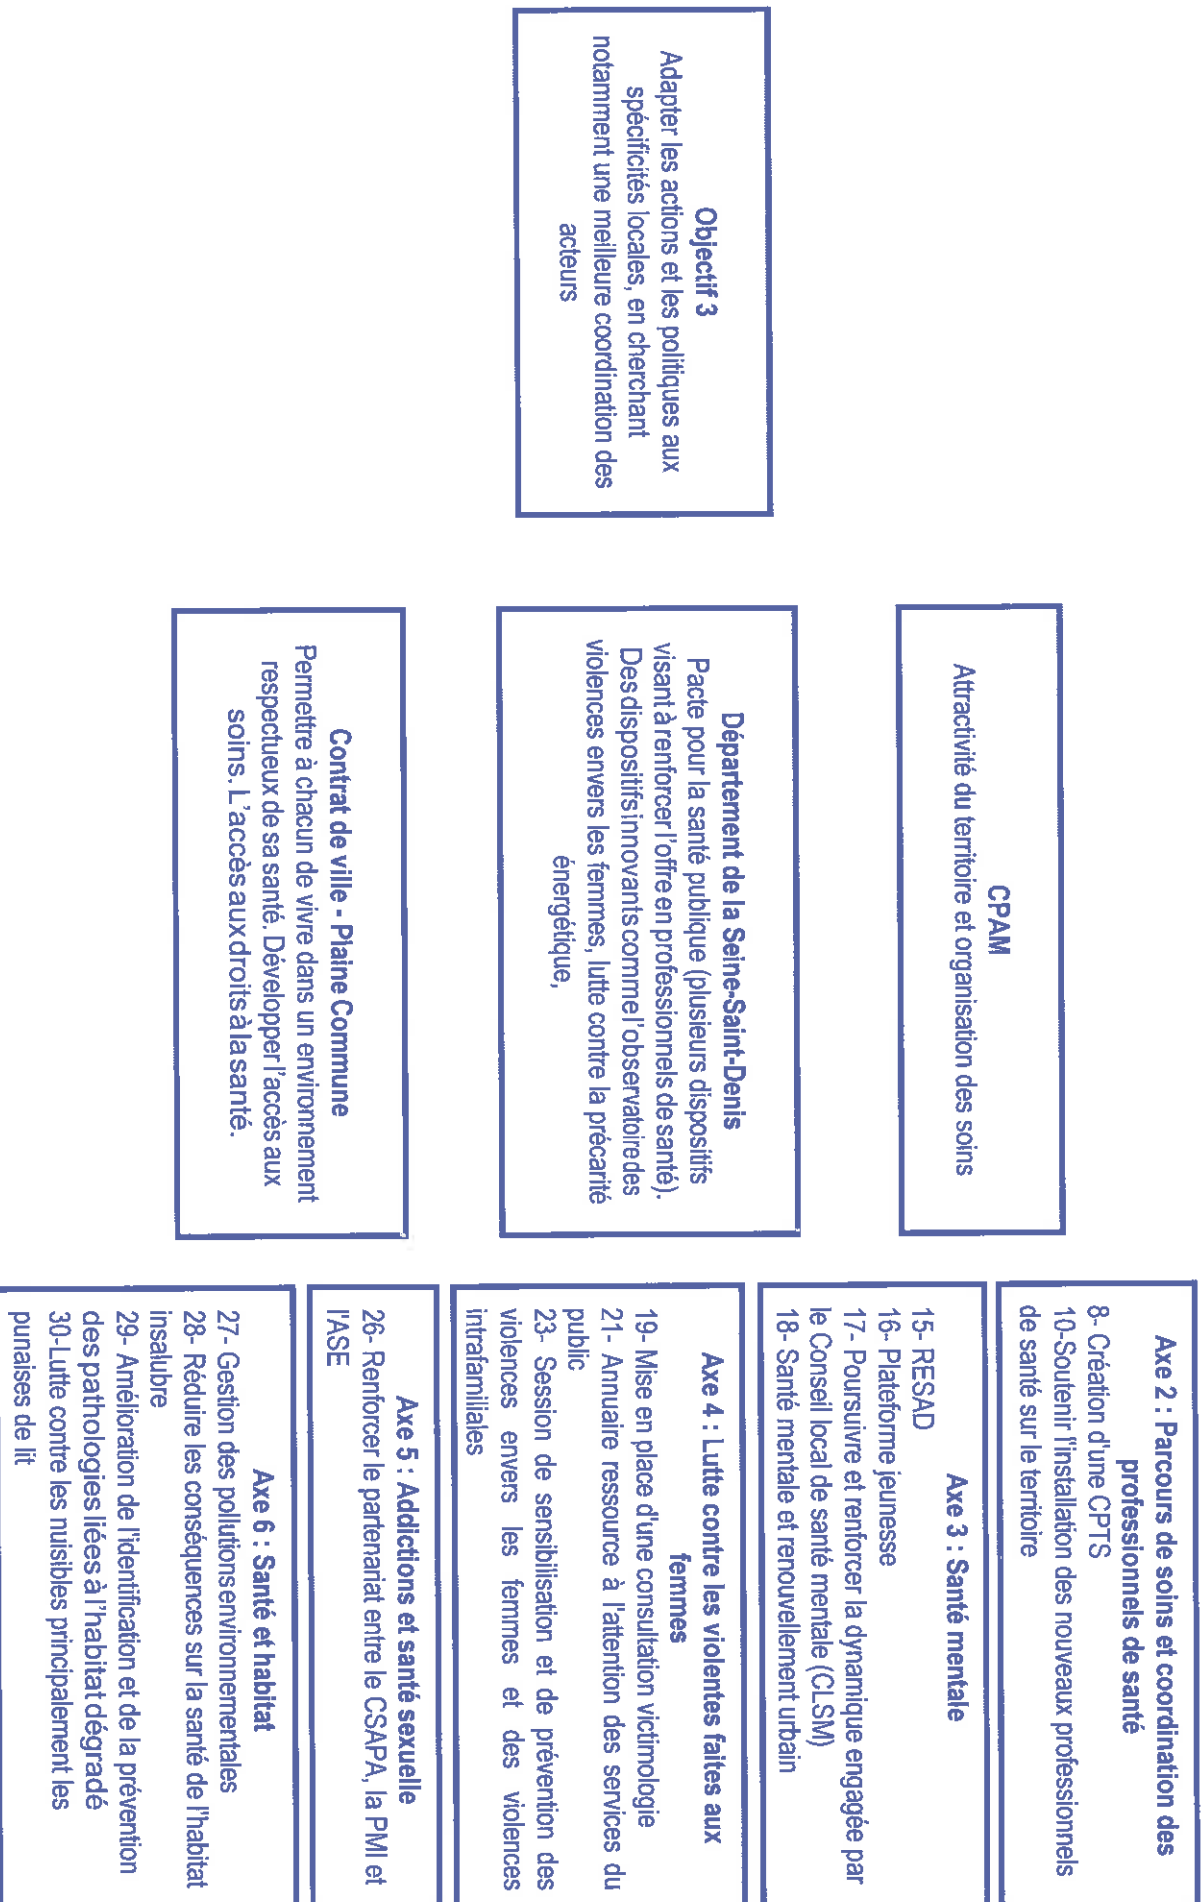 Objectif 3
Adapter les actions et les politiques aux
spécificités locales, en cherchant
notamment une meilleure coordination des
acteurs
CPAM
Attractivité du territoire et organisation des soins
Département de la Seine-Saint-Denis
Pacte pour la santé publique (plusieurs dispositifs
visant à renforcer l'offre en professionnels de santé).
Des dispositifs innovants comme l'observatoire des
violences envers les femmes, lutte contre la précarité
énergétique,
Contrat de ville - Plaine Commune
Permettre à chacun de vivre dans un environnement
respectueux de sa santé. Développer l'accès aux
soins. L'accès aux droits à la santé.
Axe 2 : Parcours de soins et coordination des
professionnels de santé
8- Création d'une CPTS
10-Soutenir l'installation des nouveaux professionnels
de santé sur le territoire
Axe 3 : Santé mentale
15- RESAD
16- Plateforme jeunesse
17- Poursuivre et renforcer la dynamique engagée par
le Conseil local de santé mentale (CLSM)
18- Santé mentale et renouvellement urbain
Axe 4 : Lutte contre les violentes faites aux
femmes
19- Mise en place d'une consultation victimologie
21- Annuaire ressource à l'attention des services du
public
23- Session de sensibilisation et de prévention des
violences envers les femmes et des violences
intrafamiliales
Axe 5 : Addictions et santé sexuelle
26- Renforcer le partenariat entre le CSAPA, la PMI et
l'ASE
Axe 6 : Santé et habitat
27- Gestion des pollutions environnementales
28- Réduire les conséquences sur la santé de l'habitat
insalubre
29- Amélioration de l'identification et de la prévention
des pathologies liées à l'habitat dégradé
30-Lutte contre les nuisibles principalement les
punaises de lit